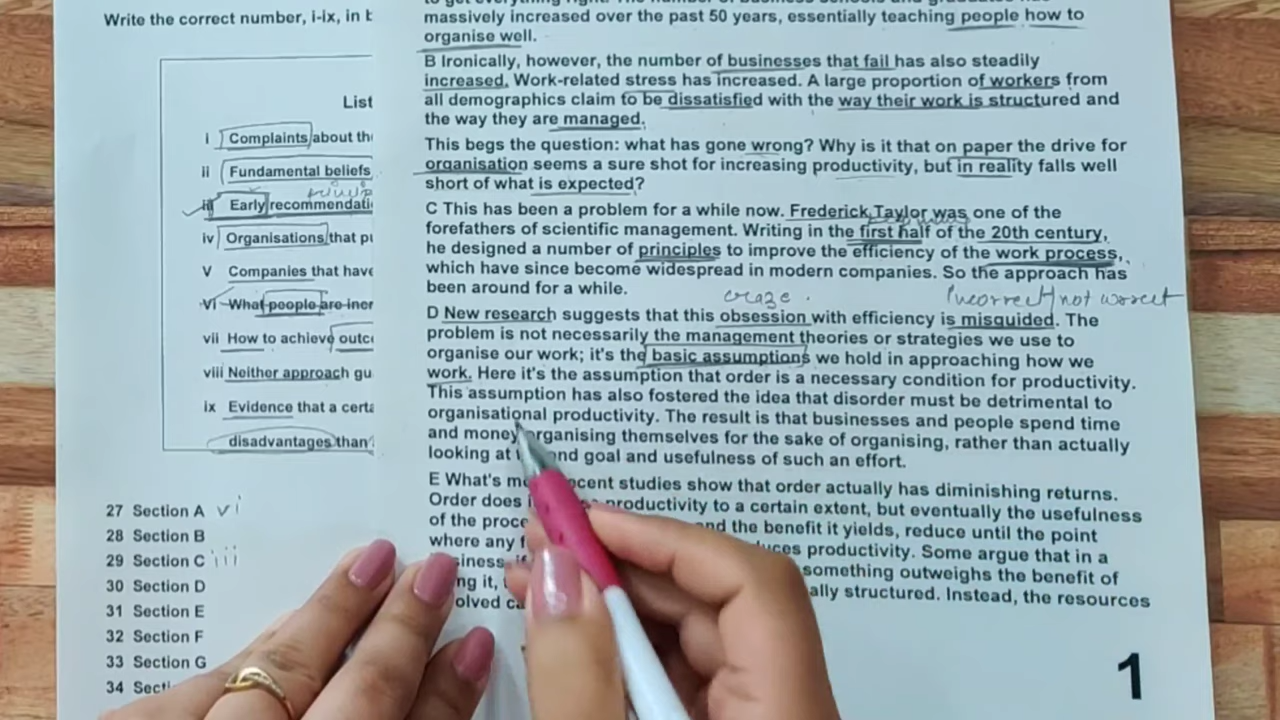 Write the correct number, i-ix, in b
List
i Complaints about the
ii Fundamental beliefs
iii Early recommendati
iv Organisations that pu
v Companies that have
vi What people are incr
vii How to achieve outco
viii Neither approach gu
ix Evidence that a certa
disadvantages than
27 Section A vi
28 Section B
29 Section C iii
30 Section D
31 Section E
32 Section F
33 Section G
34 Secti
massively increased over the past 50 years, essentially teaching people how to
organise well.
B Ironically, however, the number of businesses that fail has also steadily
increased. Work-related stress has increased. A large proportion of workers from
all demographics claim to be dissatisfied with the way their work is structured and
the way they are managed.
This begs the question: what has gone wrong? Why is it that on paper the drive for
organisation seems a sure shot for increasing productivity, but in reality falls well
short of what is expected?
C This has been a problem for a while now. Frederick Taylor was one of the
forefathers of scientific management. Writing in the first half of the 20th century,
he designed a number of principles to improve the efficiency of the work process,
which have since become widespread in modern companies. So the approach has
been around for a while.
craze. Incorrect/not
D New research suggests that this obsession with efficiency is misguided. The
problem is not necessarily the management theories or strategies we use to
organise our work; it's the basic assumptions we hold in approaching how we
work. Here it's the assumption that order is a necessary condition for productivity.
This assumption has also fostered the idea that disorder must be detrimental to
organisational productivity. The result is that businesses and people spend time
and money organising themselves for the sake of organising, rather than actually
looking at end goal and usefulness of such an effort.
E What's recent studies show that order actually has diminishing returns.
Order does productivity to a certain extent, but eventually the usefulness
of the proce and the benefit it yields, reduce until the point
where any f uces productivity. Some argue that in a
siness, if something outweighs the benefit of
ng it, ally structured. Instead, the resources
olved ca
1